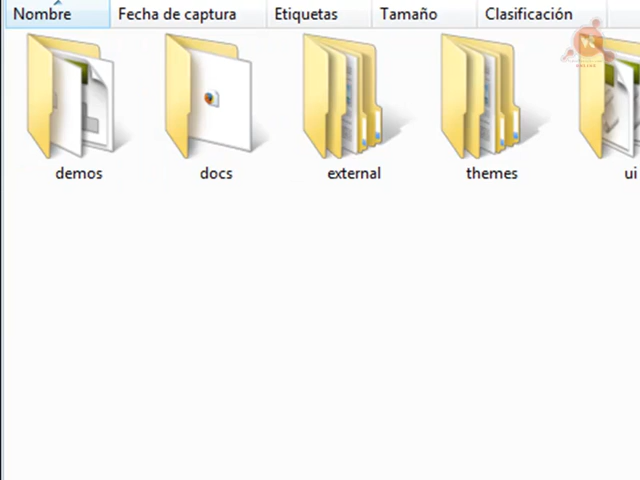 Nombre Fecha de captura Etiquetas Tamaño Clasificación
demos docs external themes ui